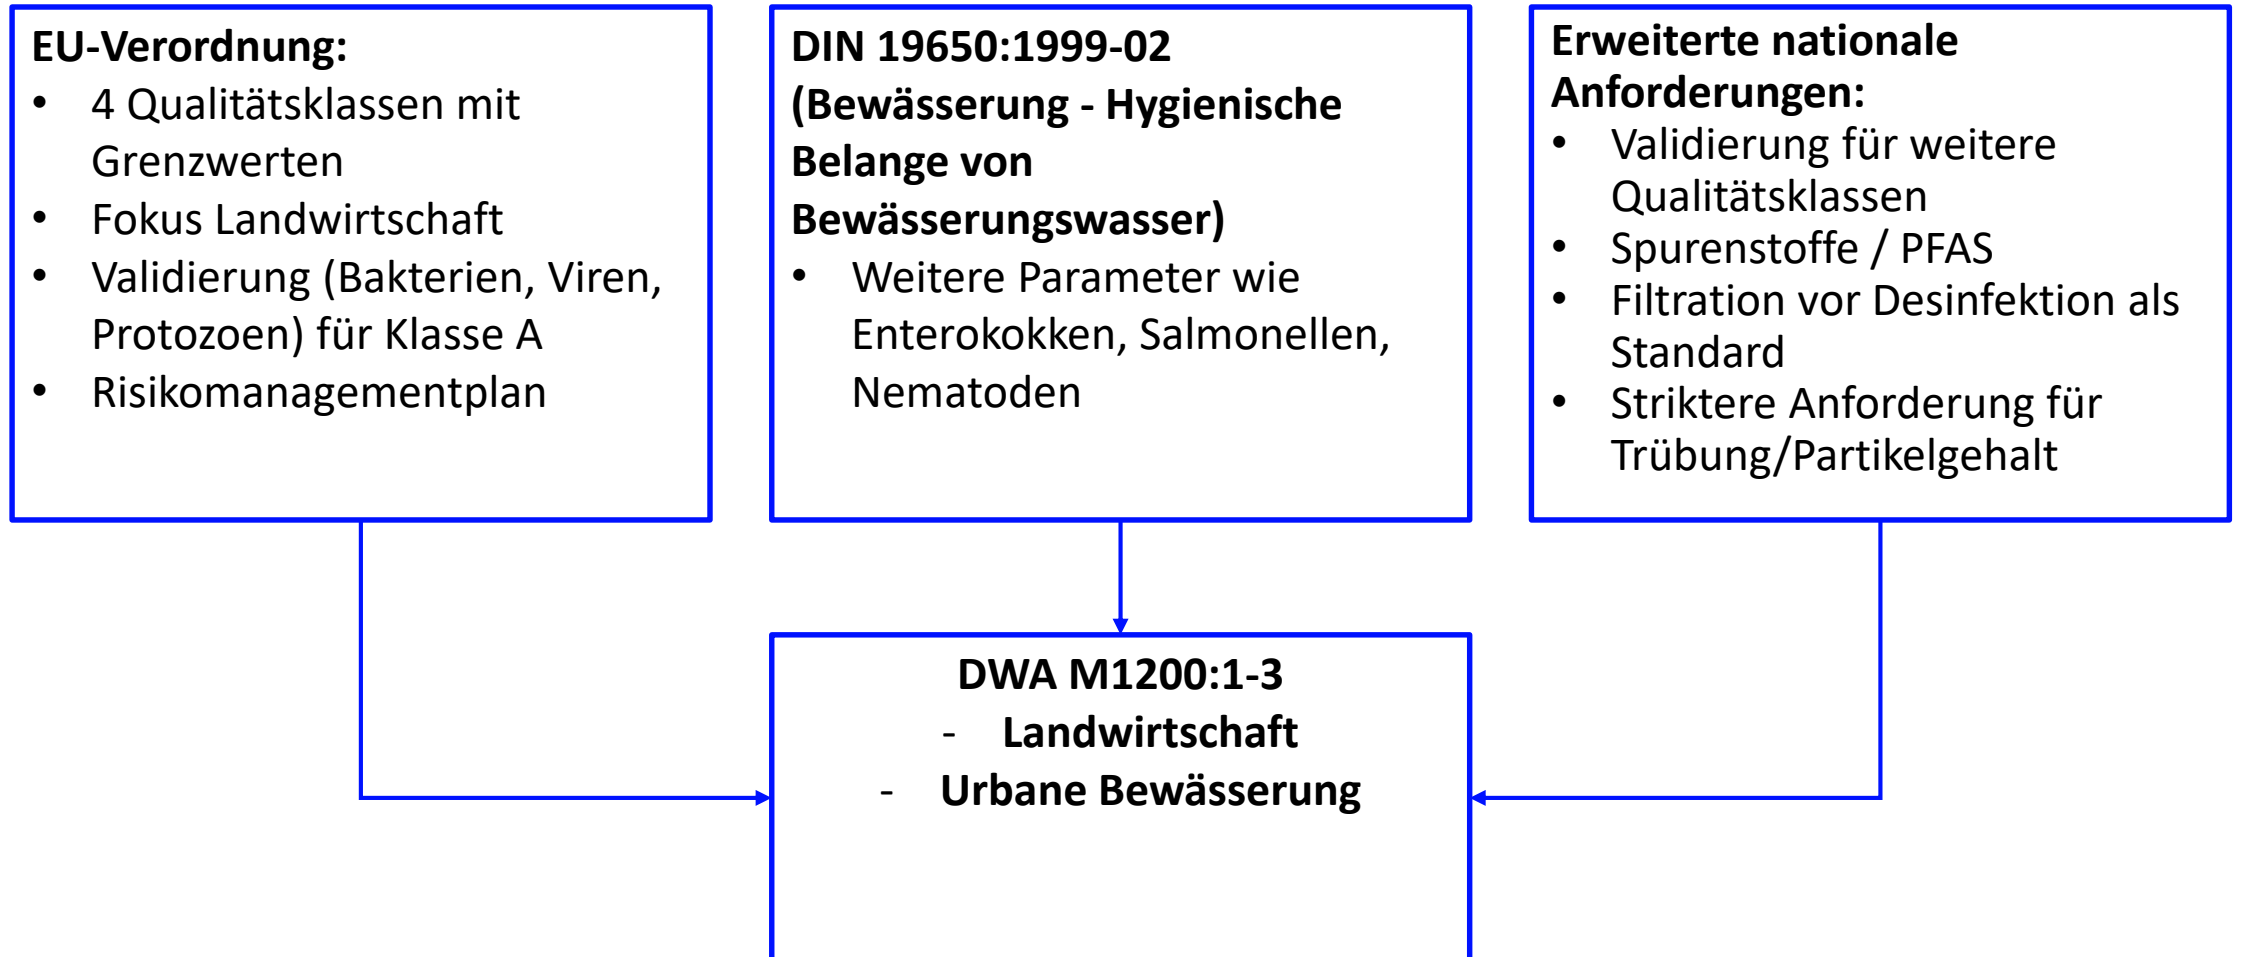 EU-Verordnung:
• 4 Qualitätsklassen mit
Grenzwerten
• Fokus Landwirtschaft
• Validierung (Bakterien, Viren,
Protozoen) für Klasse A
• Risikomanagementplan
DIN 19650:1999-02
(Bewässerung - Hygienische
Belange von
Bewässerungswasser)
• Weitere Parameter wie
Enterokokken, Salmonellen,
Nematoden
Erweiterte nationale
Anforderungen:
• Validierung für weitere
Qualitätsklassen
• Spurenstoffe / PFAS
• Filtration vor Desinfektion als
Standard
• Striktere Anforderung für
Trübung/Partikelgehalt
DWA M1200:1-3
- Landwirtschaft
- Urbane Bewässerung